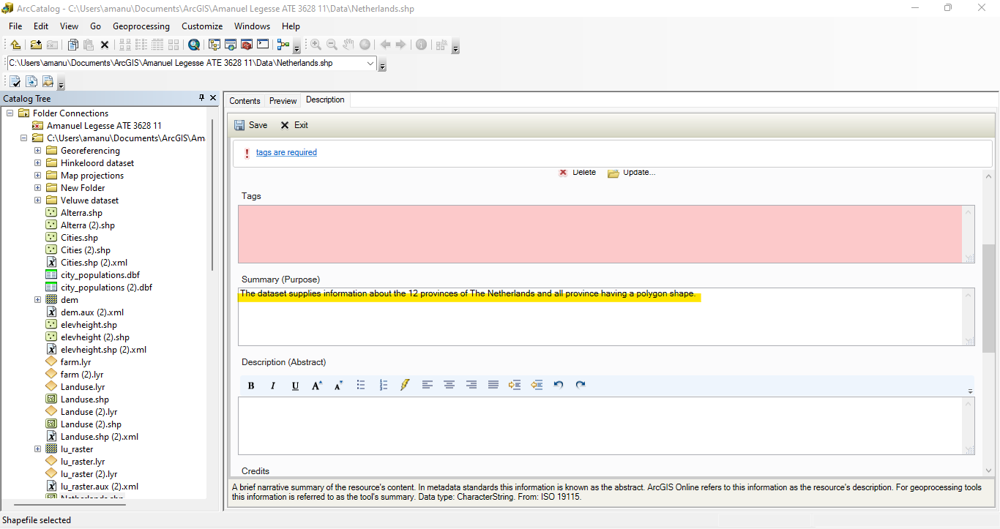 ArcCatalog - C:\Users\amanu\Documents\ArcGIS\Amanuel Legesse ATE 3628 11\Data\Netherlands.shp
File Edit View Go Geoprocessing Customize Windows Help
C:\Users\amanu\Documents\ArcGIS\Amanuel Legesse ATE 3628 11\Data\Netherlands.shp
Catalog Tree
Folder Connections
Amanuel Legesse ATE 3628 11
C:\Users\amanu\Documents\ArcGIS\Am
Georeferencing
Hinkeloord dataset
Map projections
New Folder
Veluwe dataset
Alterra.shp
Alterra (2).shp
Cities.shp
Cities (2).shp
Cities.shp (2).xml
city_populations.dbf
city_populations (2).dbf
dem
dem.aux (2).xml
elevheight.shp
elevheight (2).shp
elevheight.shp (2).xml
farm.lyr
farm (2).lyr
Landuse.lyr
Landuse.shp
Landuse (2).lyr
Landuse (2).shp
Landuse.shp (2).xml
lu_raster
lu_raster.lyr
lu_raster (2).lyr
lu_raster.aux (2).xml
Netherlands.shp
Contents Preview Description
Save Exit
tags are required
Delete Update...
Tags
Summary (Purpose)
The dataset supplies information about the 12 provinces of The Netherlands and all province having a polygon shape.
Description (Abstract)
B I U A A
Credits
A brief narrative summary of the resource's content. In metadata standards this information is known as the abstract. ArcGIS Online refers to this information as the resource's description. For geoprocessing tools
this information is referred to as the tool's summary. Data type: CharacterString. From: ISO 19115.
Shapefile selected